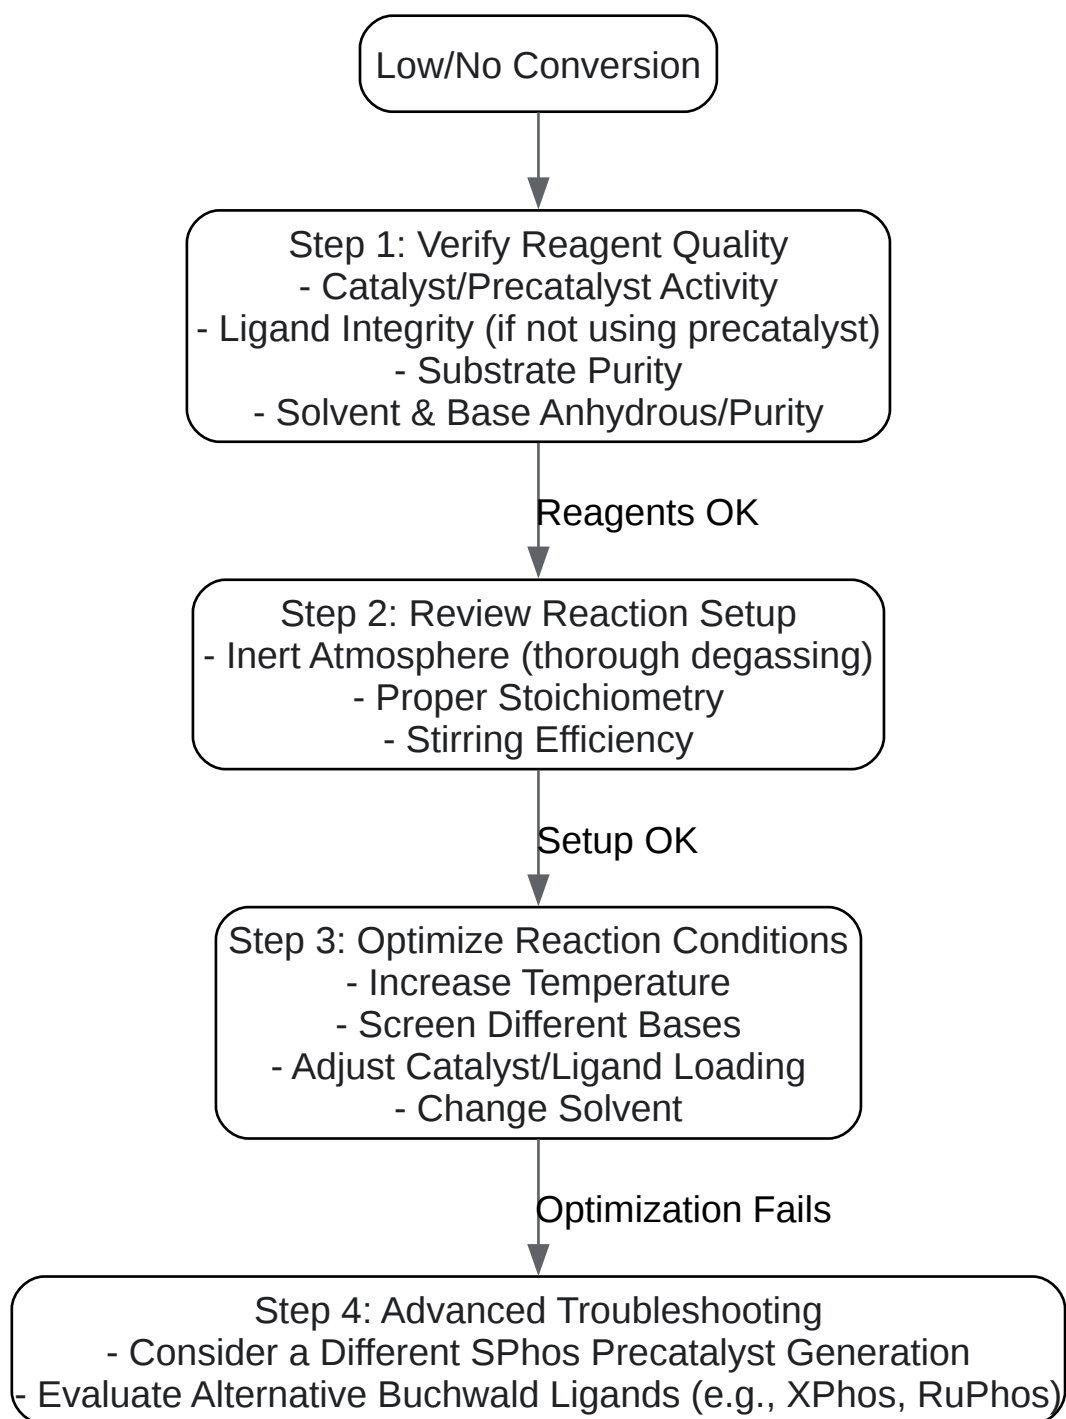 Low/No Conversion
Step 1: Verify Reagent Quality
- Catalyst/Precatalyst Activity
- Ligand Integrity (if not using precatalyst)
- Substrate Purity
- Solvent & Base Anhydrous/Purity
Reagents OK
Step 2: Review Reaction Setup
- Inert Atmosphere (thorough degassing)
- Proper Stoichiometry
- Stirring Efficiency
Setup OK
Step 3: Optimize Reaction Conditions
- Increase Temperature
- Screen Different Bases
- Adjust Catalyst/Ligand Loading
- Change Solvent
Optimization Fails
Step 4: Advanced Troubleshooting
- Consider a Different SPhos Precatalyst Generation
- Evaluate Alternative Buchwald Ligands (e.g., XPhos, RuPhos)